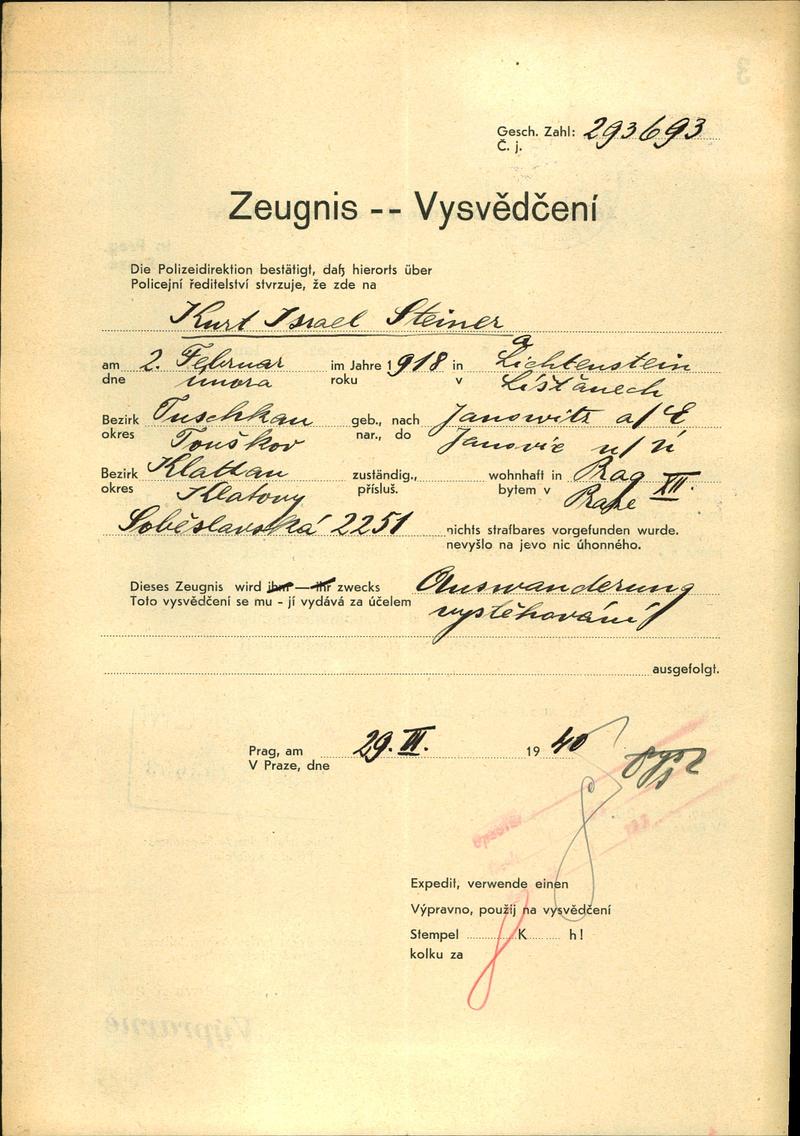 Gesch. Zahl: 293693
Č. j.
Zeugnis -- Vysvědčení
Die Polizeidirektion bestätigt, daß hierorts über
Policejní ředitelství stvrzuje, že zde na
Kurt Israel Steiner
am 2. Februar im Jahre 1918 in Lichtenstein
dne února roku v Líšťanech
Bezirk Tuschkau geb., nach Janowitz a/E
okres Touškov nar., do Janovic n/Ú
Bezirk Klattau zuständig., wohnhaft in Prag XII.
okres Klatovy přísluš. bytem v Praze
Soběslavská 2251 nichts strafbares vorgefunden wurde.
nevyšlo na jevo nic úhonného.
Dieses Zeugnis wird ihm — ihr zwecks Auswanderung
Toto vysvědčení se mu - jí vydává za účelem vystěhování
ausgefolgt.
Prag, am 29. VI. 1940
V Praze, dne
Expedit, verwende einen
Výpravno, použij na vysvědčení
Stempel K h!
kolku za
Výpravně